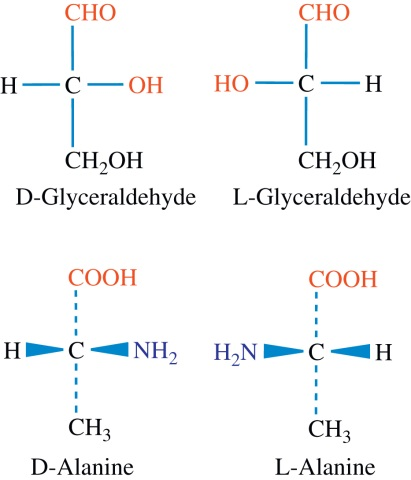 CHO CHO
H C OH HO C H
CH₂OH CH₂OH
D-Glyceraldehyde L-Glyceraldehyde
COOH COOH
H C NH₂ H₂N C H
CH₃ CH₃
D-Alanine L-Alanine